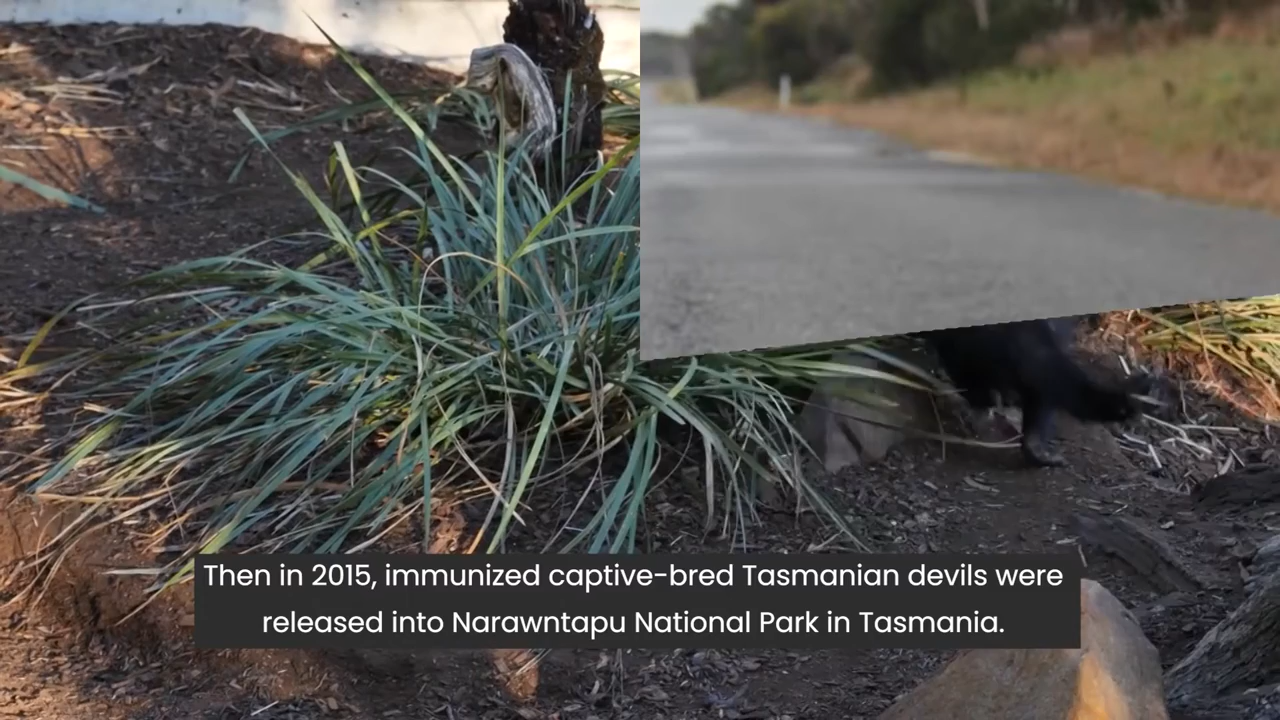 Then in 2015, immunized captive-bred Tasmanian devils were
released into Narawntapu National Park in Tasmania.